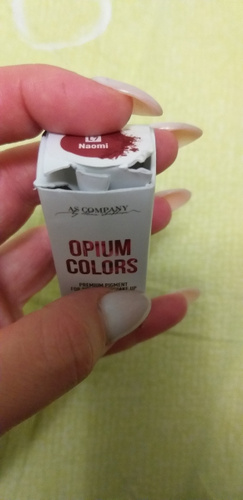 Naomi
AS COMPANY
OPIUM
COLORS
PREMIUM PIGMENT